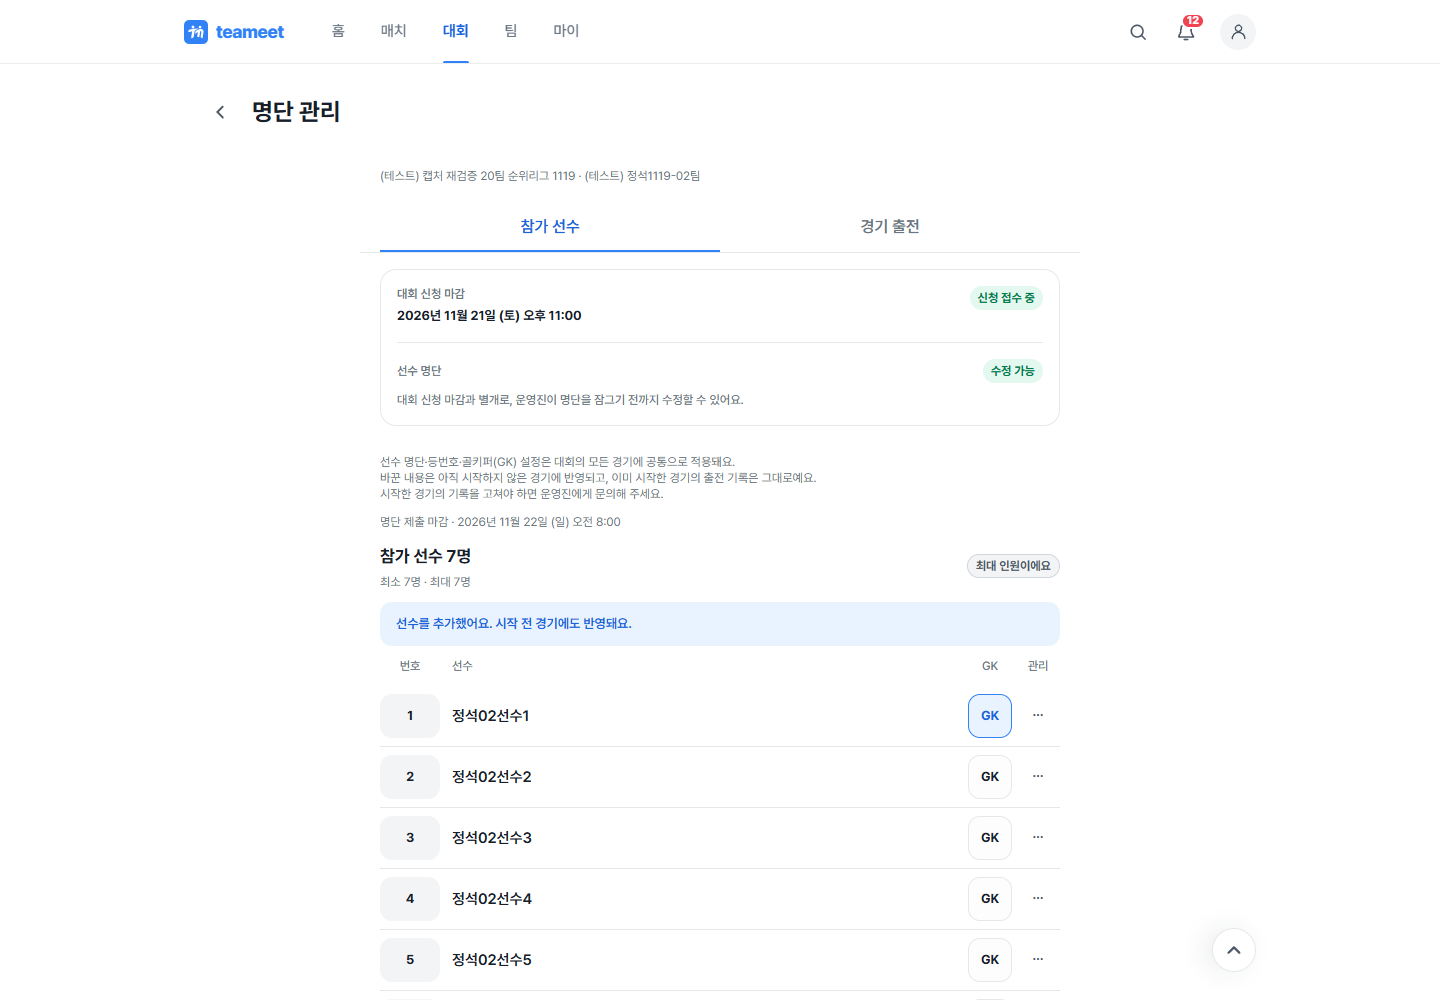 teameet
홈
매치
대회
팀
마이
12
명단 관리
(테스트) 캡처 재검증 20팀 순위리그 1119 · (테스트) 정석1119-02팀
참가 선수
경기 출전
대회 신청 마감
신청 접수 중
2026년 11월 21일 (토) 오후 11:00
선수 명단
수정 가능
대회 신청 마감과 별개로, 운영진이 명단을 잠그기 전까지 수정할 수 있어요.
선수 명단·등번호·골키퍼(GK) 설정은 대회의 모든 경기에 공통으로 적용돼요.
바꾼 내용은 아직 시작하지 않은 경기에 반영되고, 이미 시작한 경기의 출전 기록은 그대로예요.
시작한 경기의 기록을 고쳐야 하면 운영진에게 문의해 주세요.
명단 제출 마감 · 2026년 11월 22일 (일) 오전 8:00
참가 선수 7명
최대 인원이에요
최소 7명 · 최대 7명
선수를 추가했어요. 시작 전 경기에도 반영돼요.
번호 선수 GK 관리
1 정석02선수1 GK ···
2 정석02선수2 GK ···
3 정석02선수3 GK ···
4 정석02선수4 GK ···
5 정석02선수5 GK ···